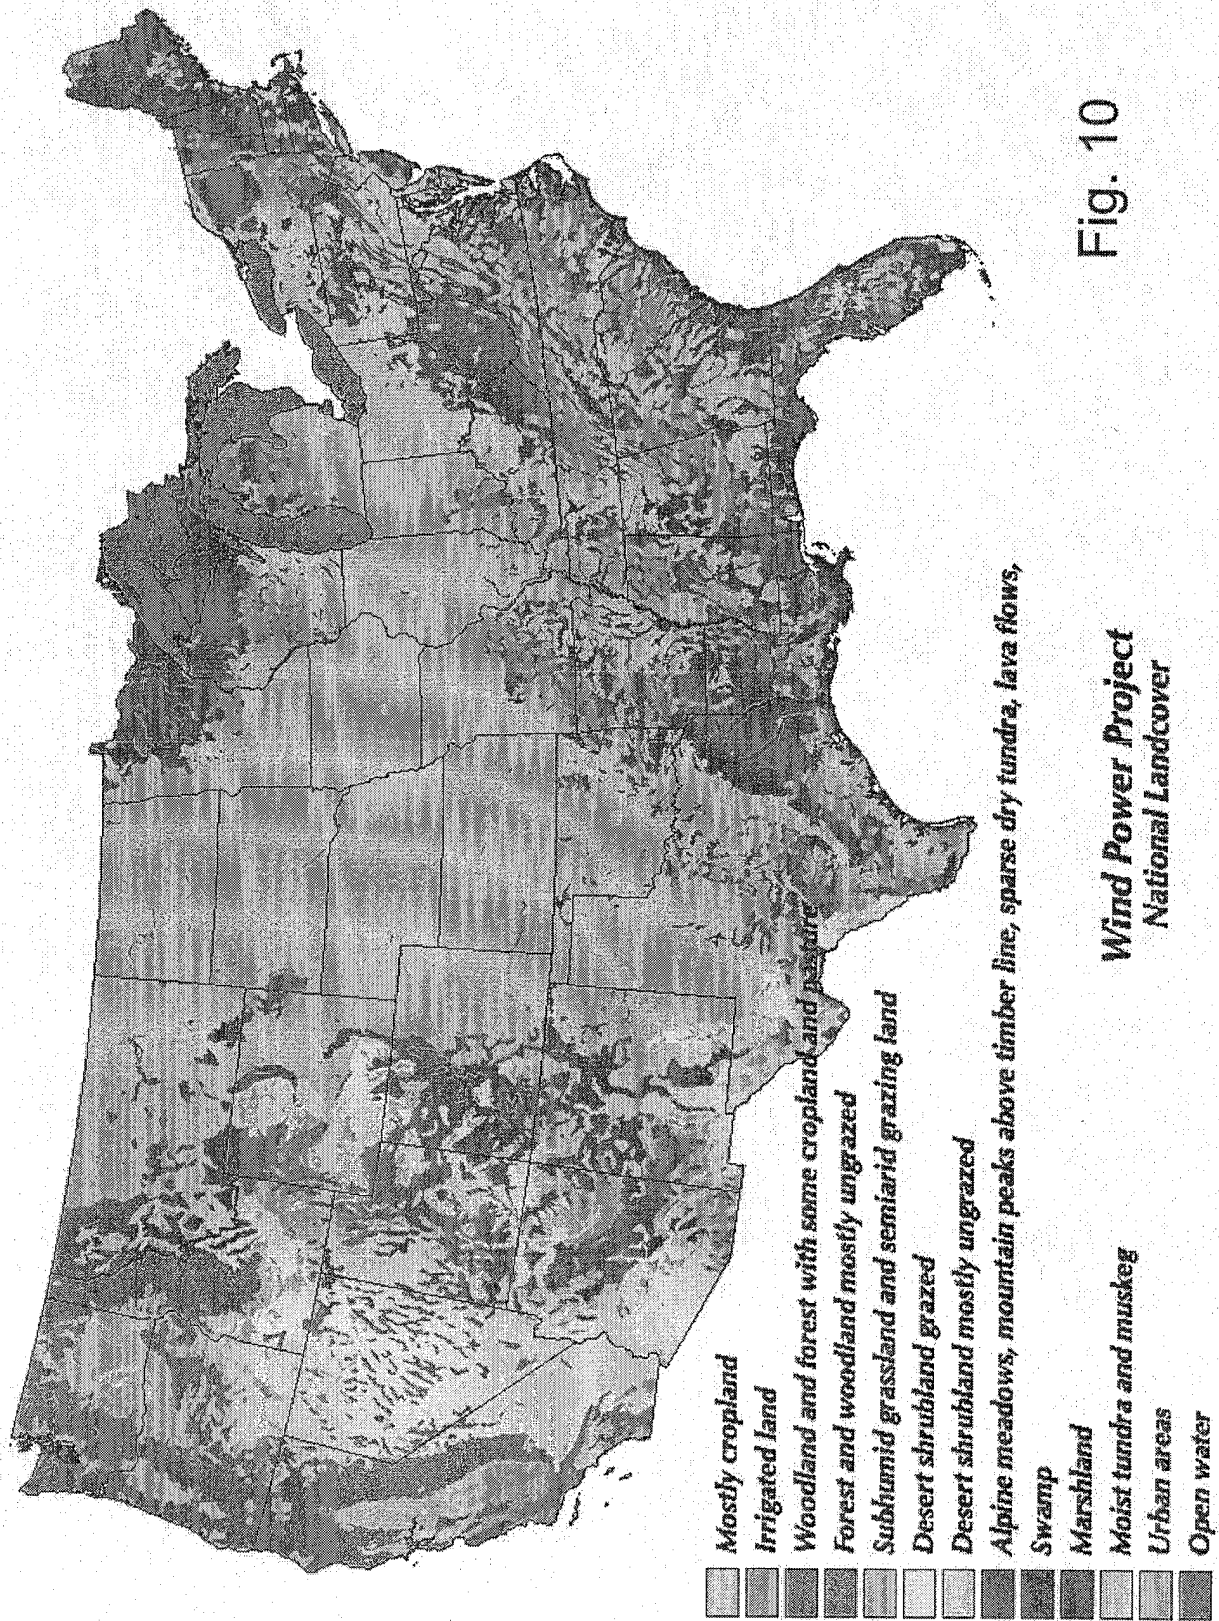 Mostly cropland
Irrigated land
Woodland and forest with some cropland and pasture
Forest and woodland mostly ungrazed
Subhumid grassland and semiarid grazing land
Desert shrubland grazed
Desert shrubland mostly ungrazed
Alpine meadows, mountain peaks above timber line, sparse dry tundra, lava flows,
Swamp
Marshland
Moist tundra and muskeg
Urban areas
Open water
Wind Power Project
National Landcover
Fig. 10